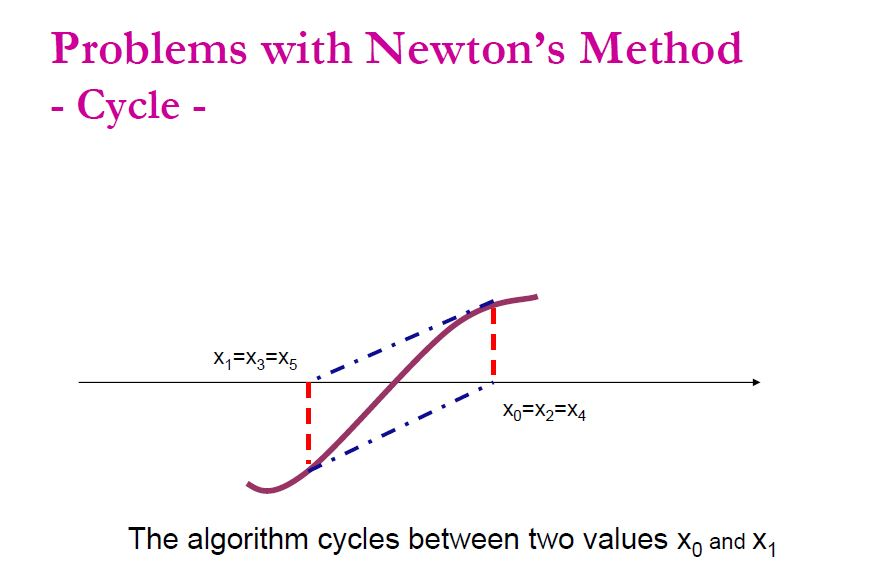 Problems with Newton’s Method
- Cycle -
x₁=x₃=x₅
x₀=x₂=x₄
The algorithm cycles between two values x₀ and x₁